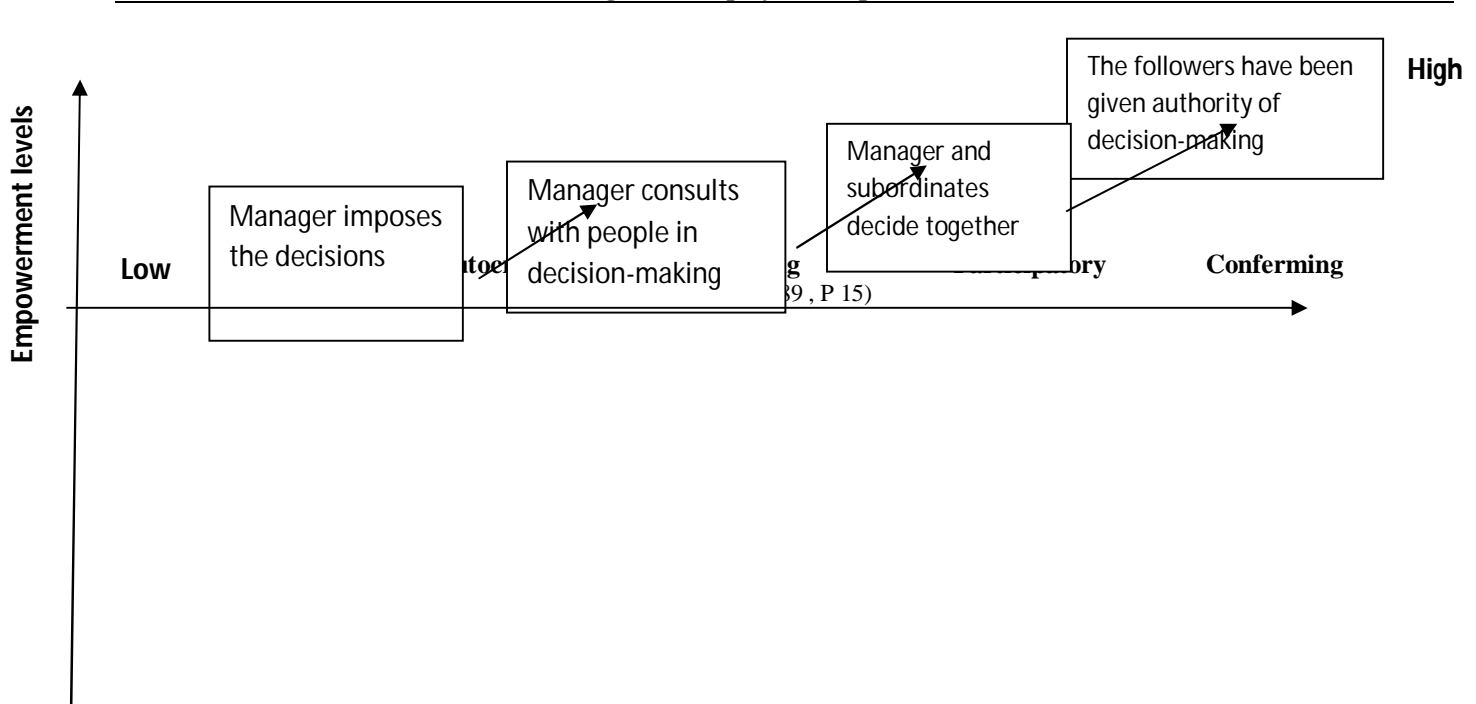 The followers have been
given authority of
decision-making
High
Manager and
subordinates
decide together
Manager consults
with people in
decision-making
Manager imposes
the decisions
Empowerment levels
Low
Conferming
, P 15)